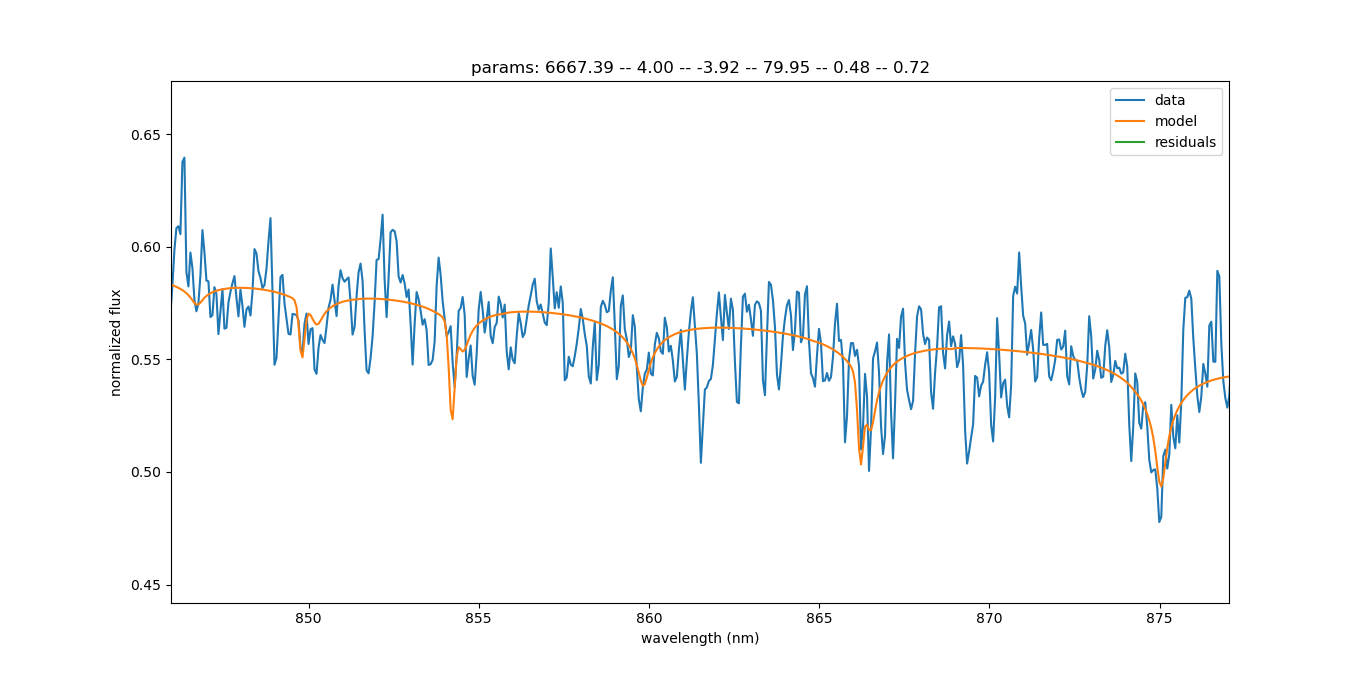 params: 6667.39 -- 4.00 -- -3.92 -- 79.95 -- 0.48 -- 0.72
data
model
residuals
normalized flux
0.65
0.60
0.55
0.50
0.45
850
855
860
865
870
875
wavelength (nm)